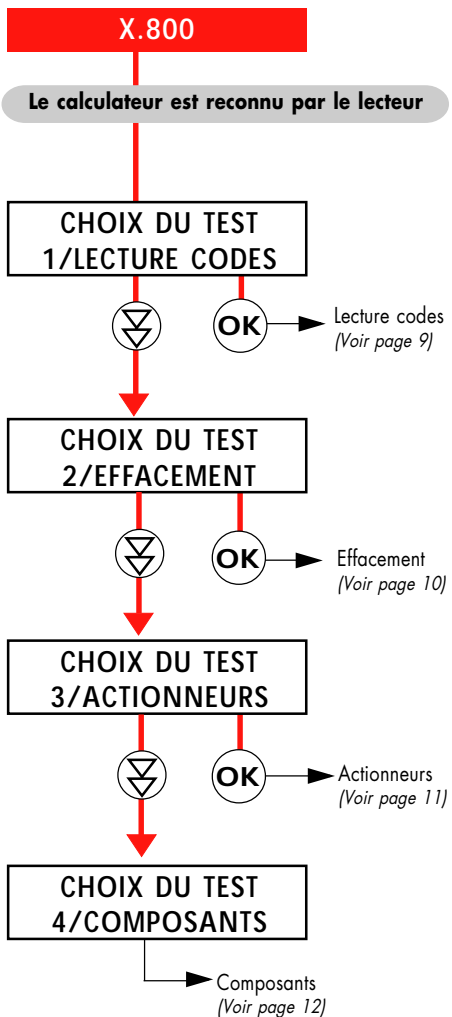 X.800
Le calculateur est reconnu par le lecteur
CHOIX DU TEST
1/LECTURE CODES
OK
Lecture codes
(Voir page 9)
CHOIX DU TEST
2/EFFACEMENT
OK
Effacement
(Voir page 10)
CHOIX DU TEST
3/ACTIONNEURS
OK
Actionneurs
(Voir page 11)
CHOIX DU TEST
4/COMPOSANTS
Composants
(Voir page 12)